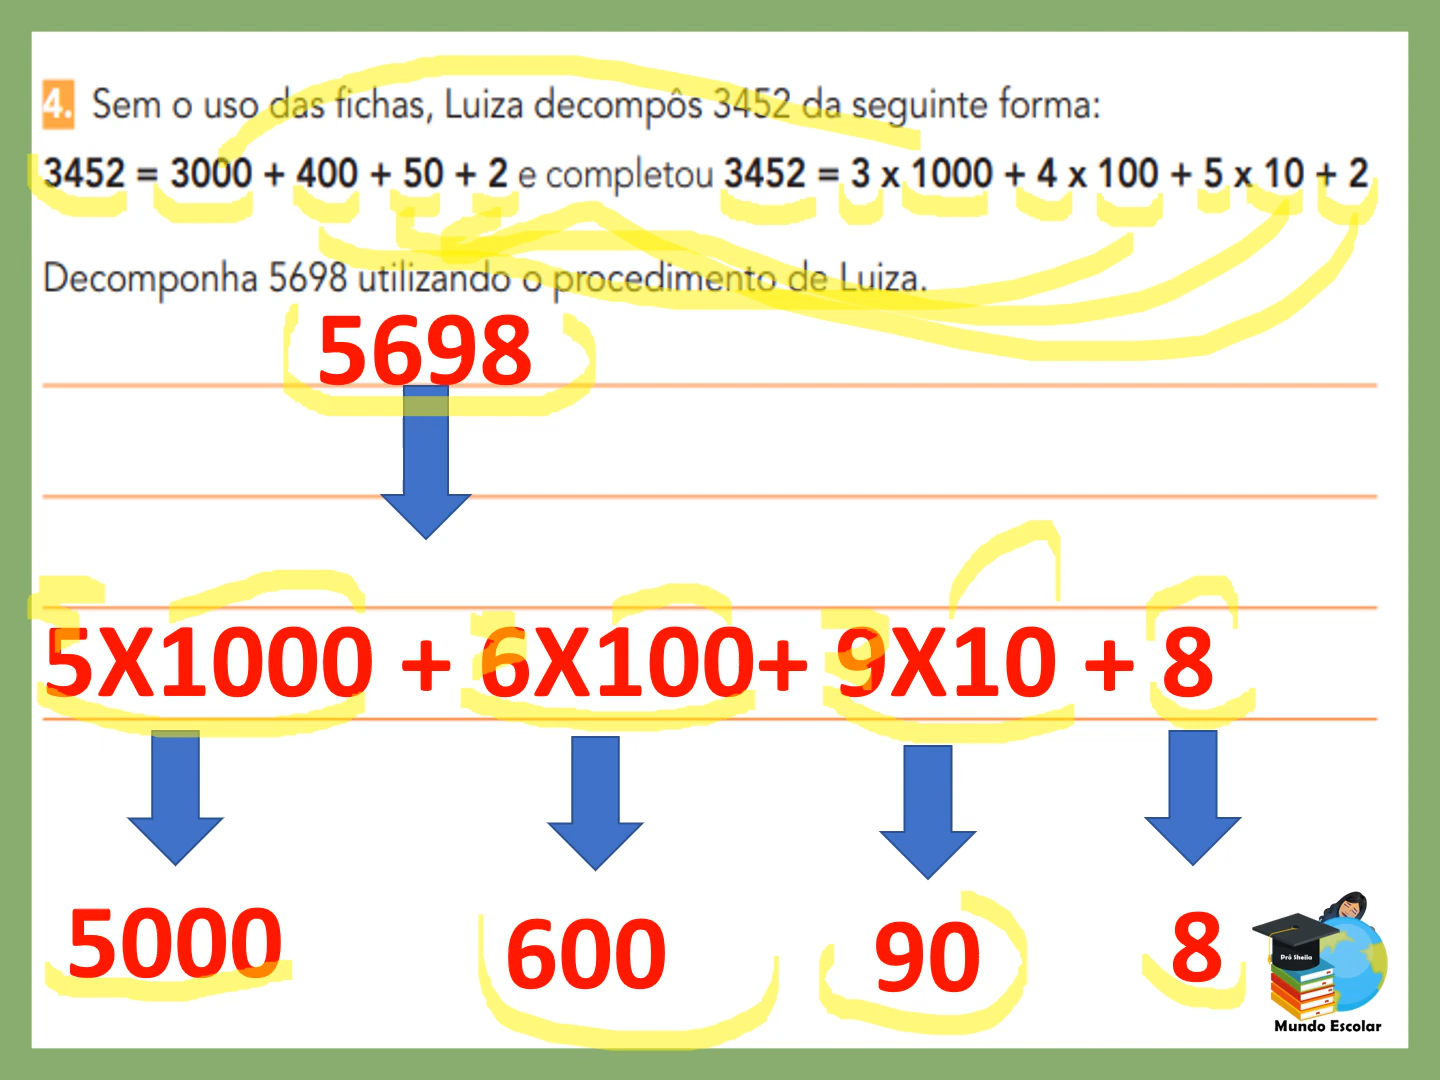 4. Sem o uso das fichas, Luiza decompôs 3452 da seguinte forma:
3452 = 3000 + 400 + 50 + 2 e completou 3452 = 3 x 1000 + 4 x 100 + 5 x 10 + 2
Decomponha 5698 utilizando o procedimento de Luiza.
5698
5X1000 + 6X100+ 9X10 + 8
5000 600 90 8
Pró Sheila
Mundo Escolar